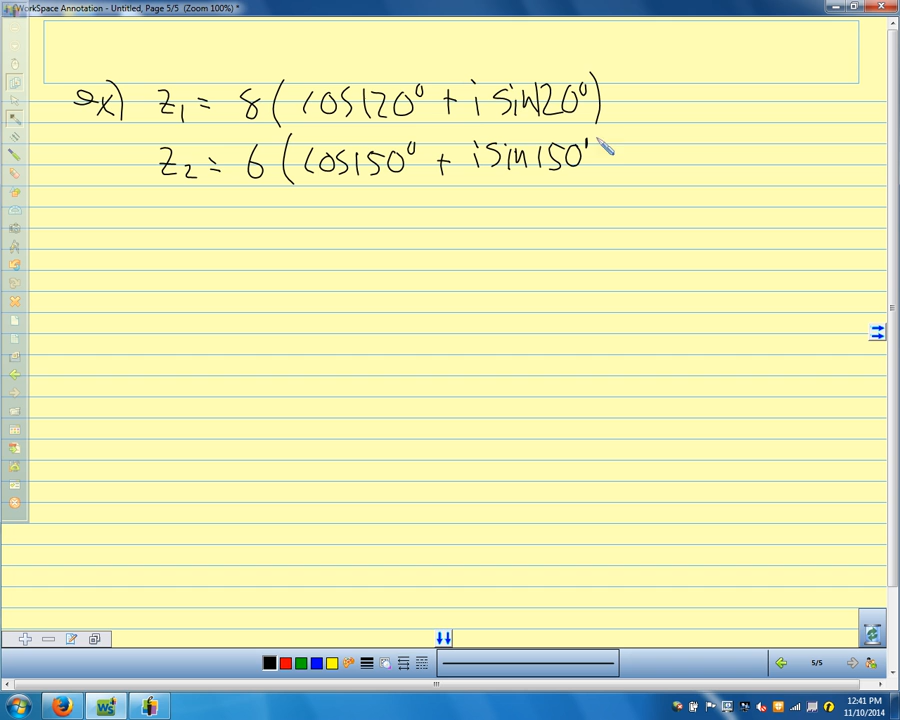 WorkSpace Annotation - Untitled, Page 5/5 (Zoom 100%) *
ex) z₁ = 8 ( cos120° + i sin120° )
z₂ = 6 ( cos150° + i sin150'
5/5
12:41 PM
11/10/2014